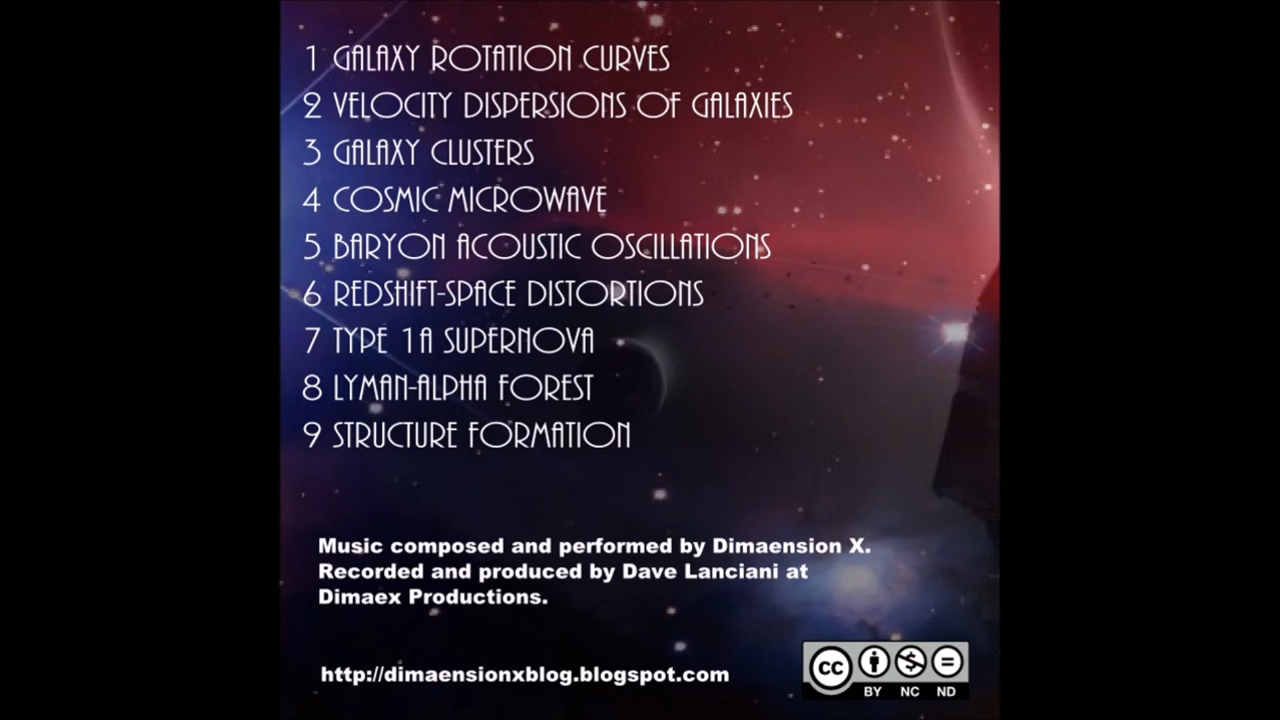 1 GALAXY ROTATION CURVES
2 VELOCITY DISPERSIONS OF GALAXIES
3 GALAXY CLUSTERS
4 COSMIC MICROWAVE
5 BARYON ACOUSTIC OSCILLATIONS
6 REDSHIFT-SPACE DISTORTIONS
7 TYPE 1A SUPERNOVA
8 LYMAN-ALPHA FOREST
9 STRUCTURE FORMATION
Music composed and performed by Dimaension X.
Recorded and produced by Dave Lanciani at
Dimaex Productions.
http://dimaensionxblog.blogspot.com
cc
BY NC ND